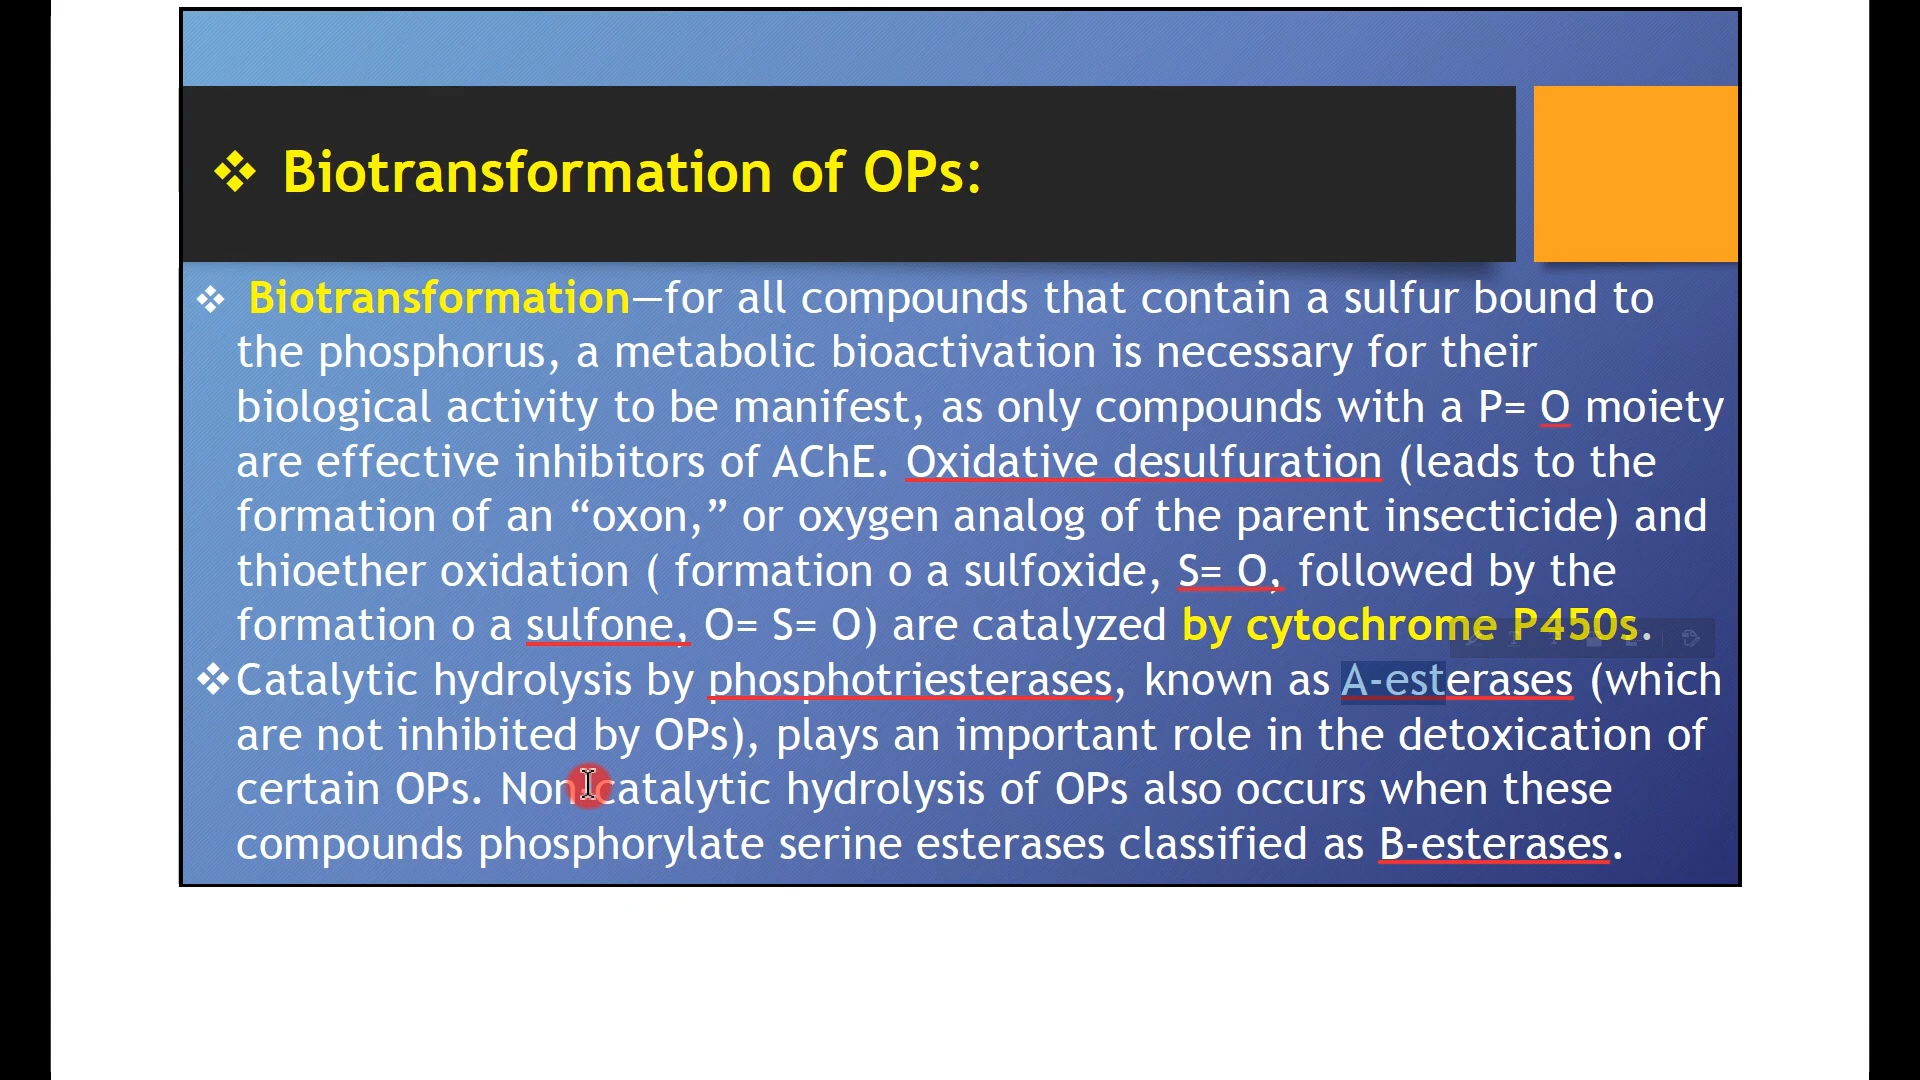 ❖ Biotransformation of OPs:
❖ Biotransformation—for all compounds that contain a sulfur bound to
the phosphorus, a metabolic bioactivation is necessary for their
biological activity to be manifest, as only compounds with a P= O moiety
are effective inhibitors of AChE. Oxidative desulfuration (leads to the
formation of an “oxon,” or oxygen analog of the parent insecticide) and
thioether oxidation ( formation o a sulfoxide, S= O, followed by the
formation o a sulfone, O= S= O) are catalyzed by cytochrome P450s.
❖Catalytic hydrolysis by phosphotriesterases, known as A-esterases (which
are not inhibited by OPs), plays an important role in the detoxication of
certain OPs. Non-catalytic hydrolysis of OPs also occurs when these
compounds phosphorylate serine esterases classified as B-esterases.